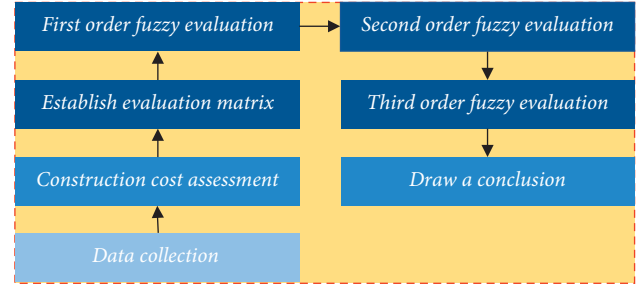 First order fuzzy evaluation
Second order fuzzy evaluation
Establish evaluation matrix
Third order fuzzy evaluation
Construction cost assessment
Draw a conclusion
Data collection